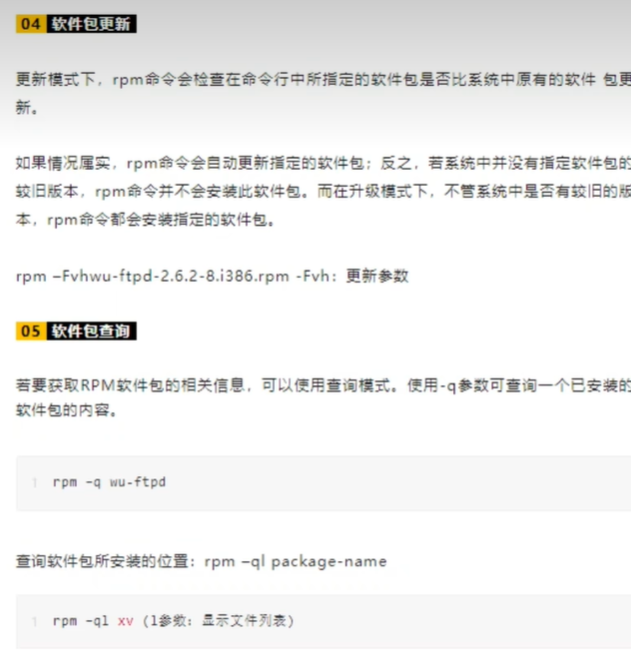 04 软件包更新
更新模式下，rpm命令会检查在命令行中所指定的软件包是否比系统中原有的软件 包更
新。
如果情况属实，rpm命令会自动更新指定的软件包；反之，若系统中并没有指定软件包的
较旧版本，rpm命令并不会安装此软件包。而在升级模式下，不管系统中是否有较旧的版
本，rpm命令都会安装指定的软件包。
rpm –Fvhwu-ftpd-2.6.2-8.i386.rpm -Fvh：更新参数
05 软件包查询
若要获取RPM软件包的相关信息，可以使用查询模式。使用-q参数可查询一个已安装的
软件包的内容。
1 rpm -q wu-ftpd
查询软件包所安装的位置：rpm –ql package-name
1 rpm -ql xv (l参数：显示文件列表)